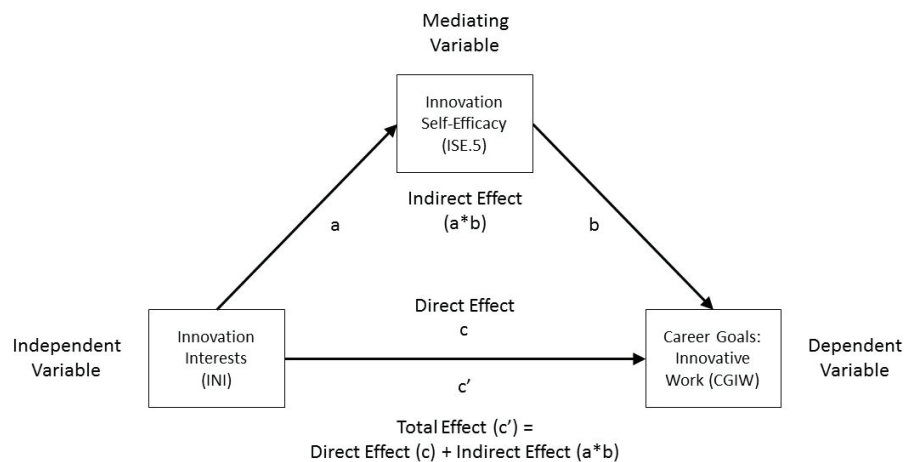 Mediating
Variable
Innovation
Self-Efficacy
(ISE.5)
Indirect Effect
(a*b)
a
b
Direct Effect
c
Independent
Variable
Innovation
Interests
(INI)
Career Goals:
Innovative
Work (CGIW)
Dependent
Variable
c’
Total Effect (c’) =
Direct Effect (c) + Indirect Effect (a*b)